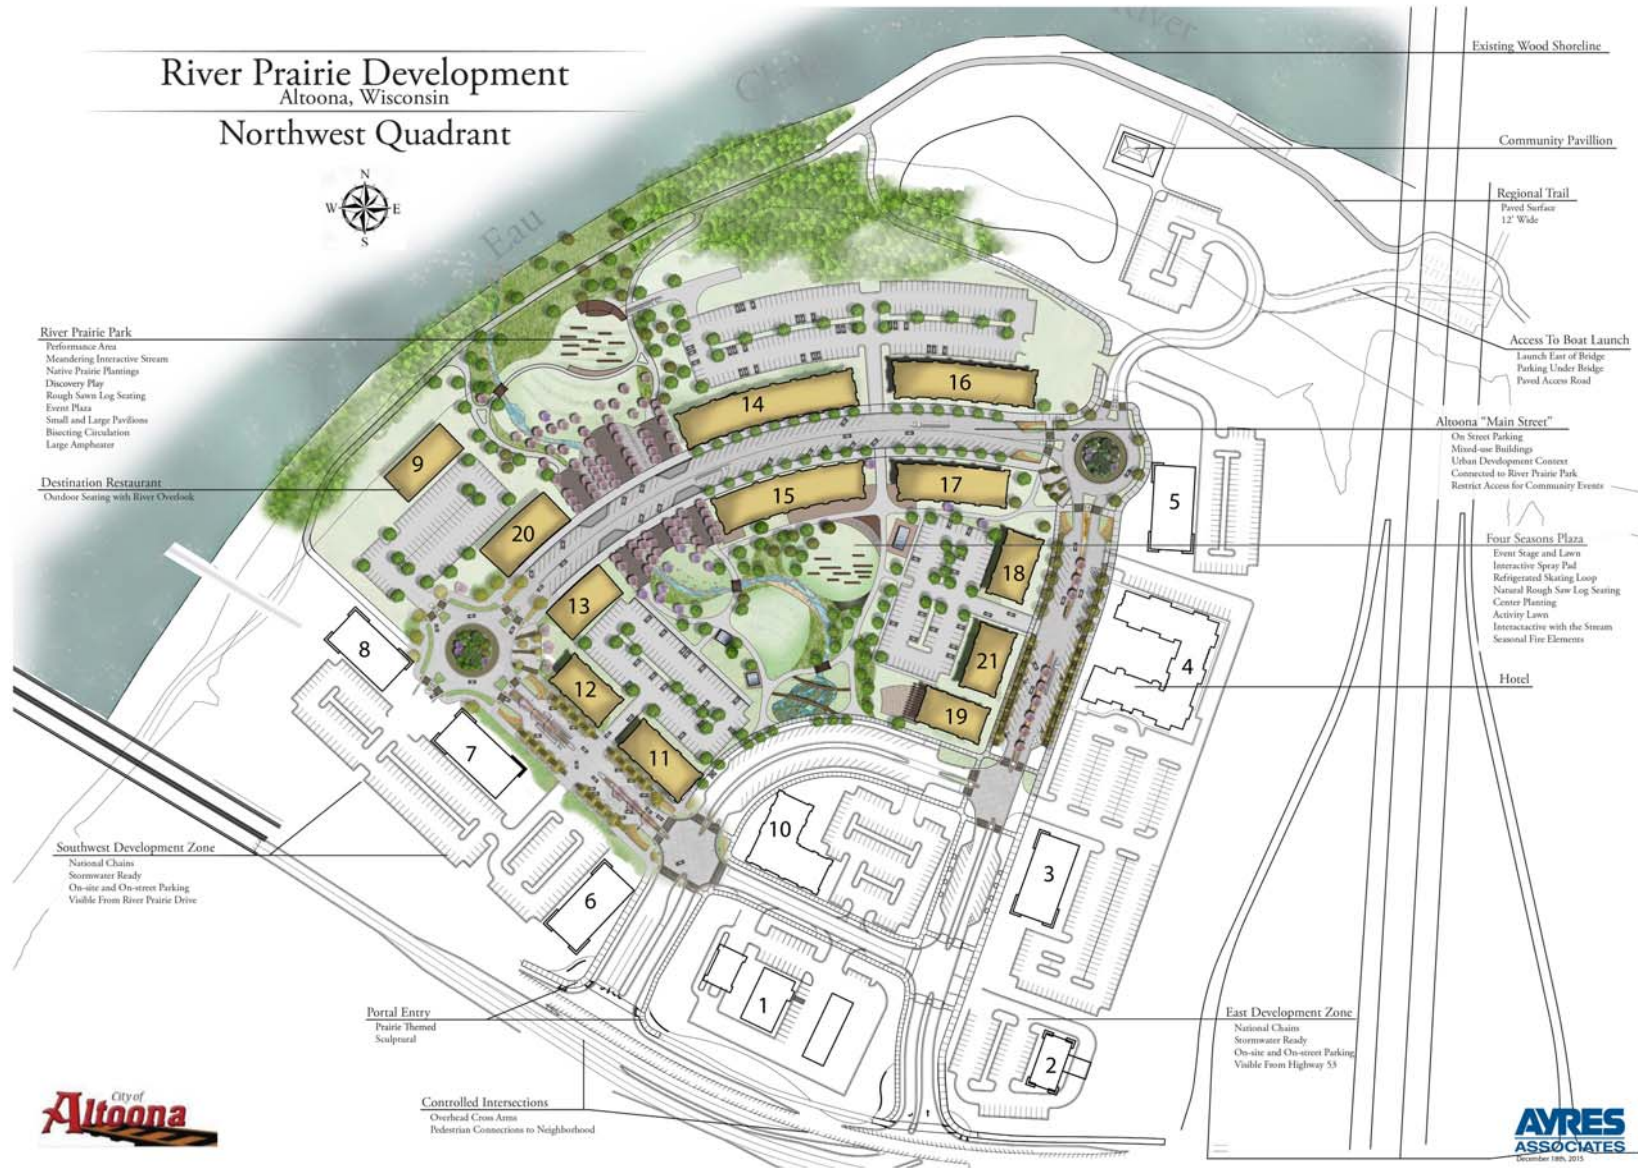 River Prairie Development
Altoona, Wisconsin
Northwest Quadrant
N
W
E
S
Eau
River
Existing Wood Shoreline
Community Pavillion
Regional Trail
Paved Surface
12' Wide
Access To Boat Launch
Launch East of Bridge
Parking Under Bridge
Paved Access Road
Altoona "Main Street"
On Street Parking
Mixed-use Buildings
Urban Development Context
Connected to River Prairie Park
Restrict Access for Community Events
Four Seasons Plaza
Event Stage and Lawn
Interactive Spray Pad
Refrigerated Skating Loop
Natural Rough Saw Log Seating
Center Planting
Activity Lawn
Interactactive with the Stream
Seasonal Fire Elements
Hotel
River Prairie Park
Performance Area
Meandering Interactive Stream
Native Prairie Plantings
Discovery Play
Rough Sawn Log Seating
Event Plaza
Small and Large Pavilions
Bisecting Circulation
Large Ampheater
Destination Restaurant
Outdoor Seating with River Overlook
16
14
9
15
17
5
20
18
13
8
4
21
12
19
7
11
10
3
6
1
2
Southwest Development Zone
National Chains
Stormwater Ready
On-site and On-street Parking
Visible From River Prairie Drive
Portal Entry
Prairie Themed
Sculptural
East Development Zone
National Chains
Stormwater Ready
On-site and On-street Parking
Visible From Highway 53
Controlled Intersections
Overhead Cross Arms
Pedestrian Connections to Neighborhood
City of
Altoona
AYRES
ASSOCIATES
December 18th, 2015